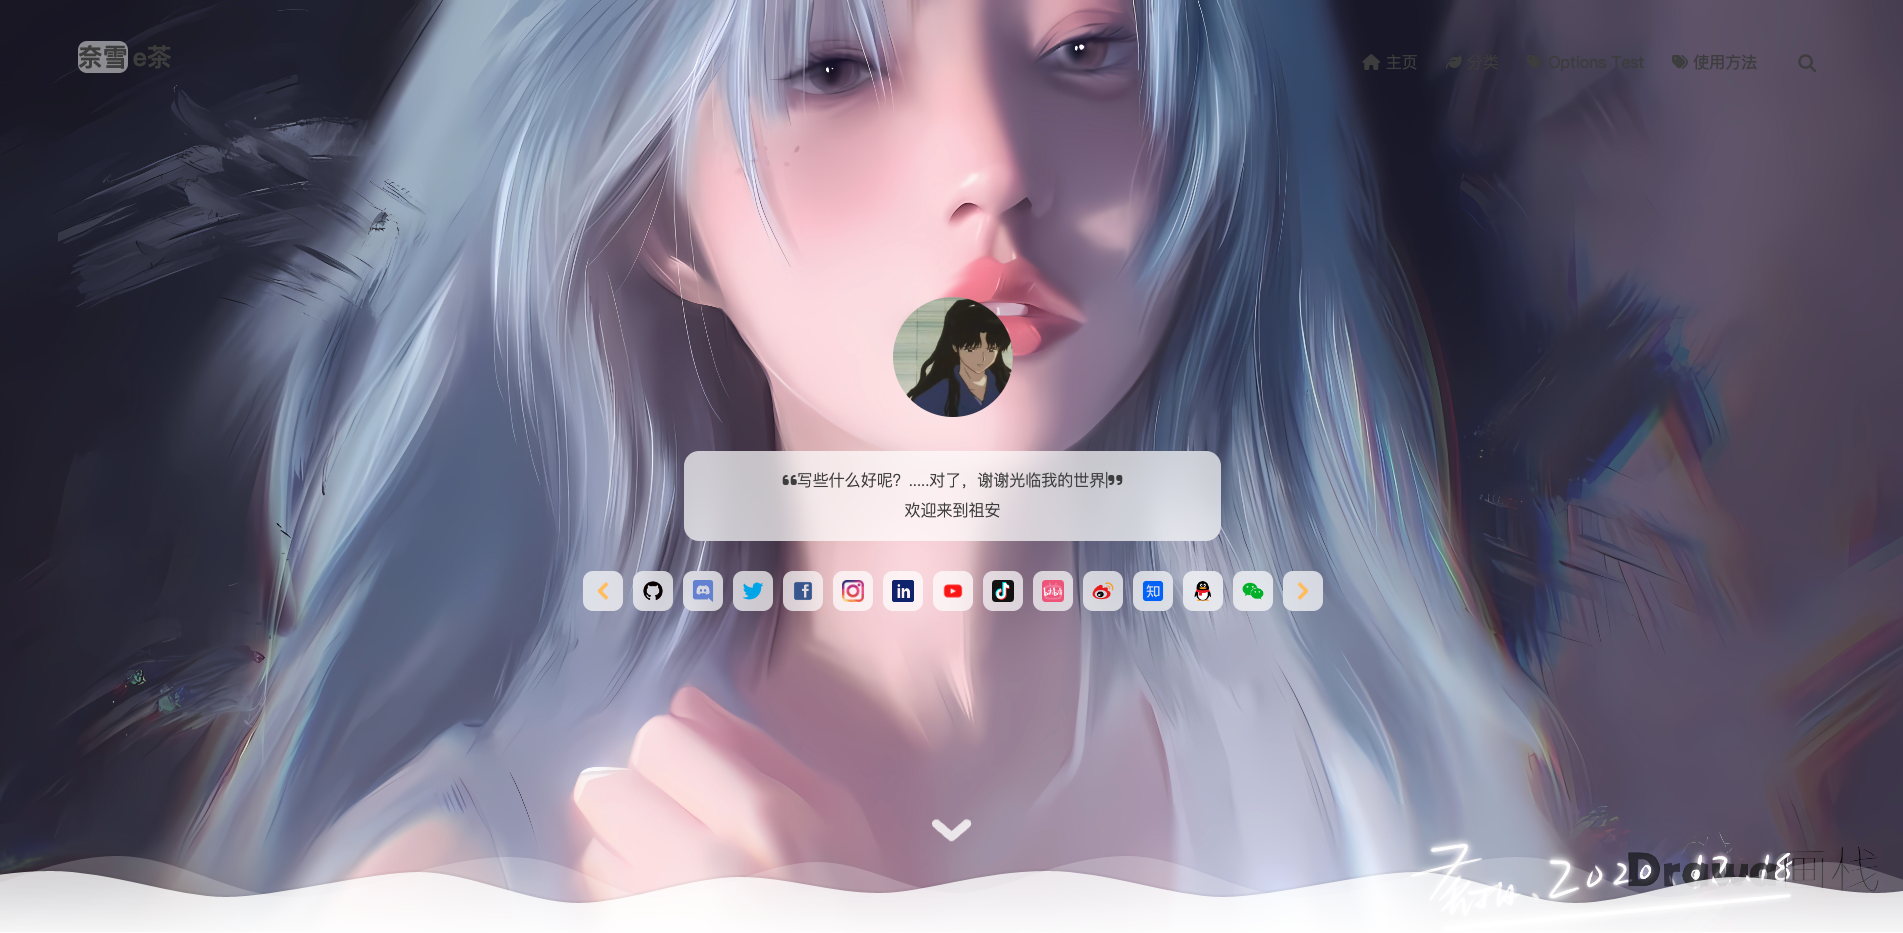 奈雪 e茶
主页 分类 Options Test 使用方法
“写些什么好呢？.....对了，谢谢光临我的世界”
欢迎来到祖安
知
2020.12.18
画栈